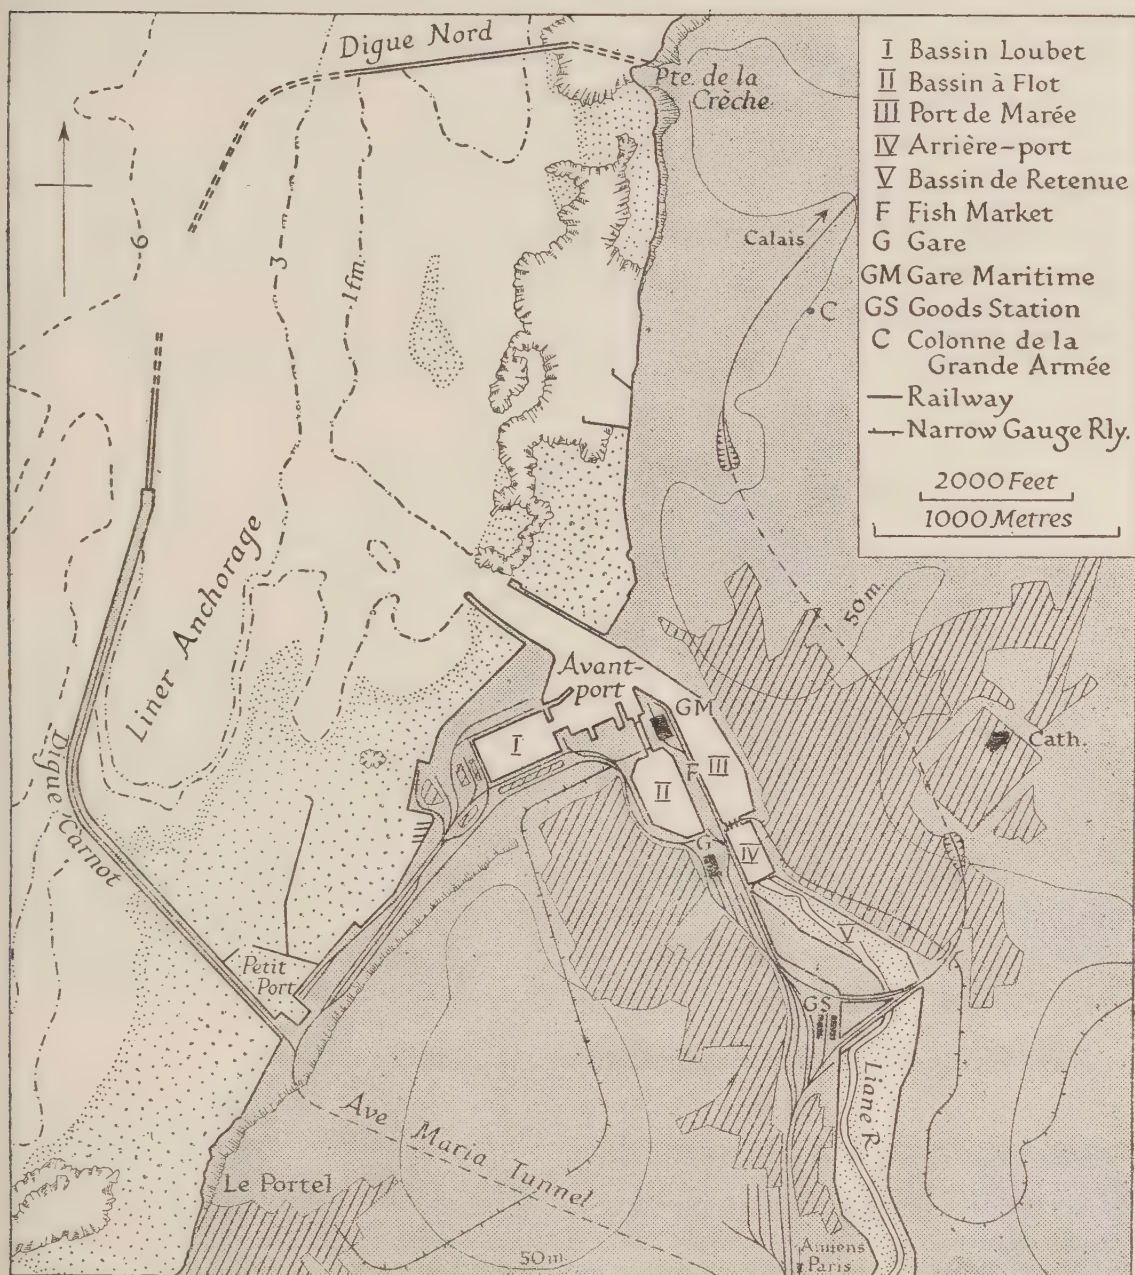 Digue Nord
Pte. de la
Crèche
I Bassin Loubet
II Bassin à Flot
III Port de Marée
IV Arrière-port
V Bassin de Retenue
F Fish Market
G Gare
GM Gare Maritime
GS Goods Station
C Colonne de la
Grande Armée
Railway
Narrow Gauge Rly.
2000 Feet
1000 Metres
6
3
1 fm.
Calais
C
Liner Anchorage
50 m.
Avant-
port
GM
Cath.
I
II
F
III
G
IV
V
Digue Carnot
Petit
Port
GS
Liane R.
Ave Maria Tunnel
Le Portel
50 m.
Amiens
Paris